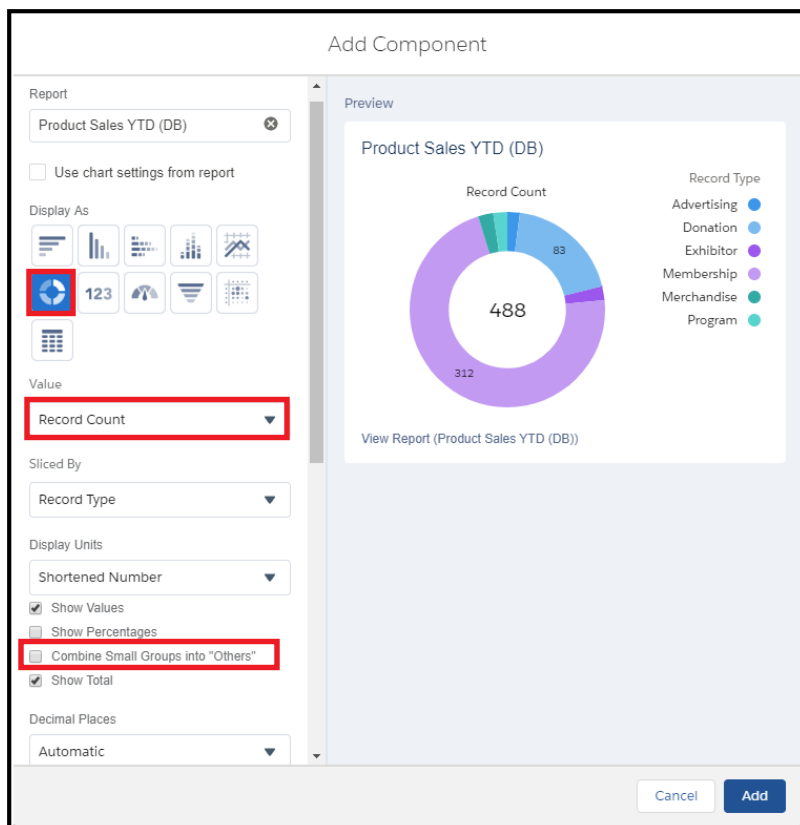 Add Component
Report
Product Sales YTD (DB)
Use chart settings from report
Display As
123
Value
Record Count
Sliced By
Record Type
Display Units
Shortened Number
Show Values
Show Percentages
Combine Small Groups into "Others"
Show Total
Decimal Places
Automatic
Preview
Product Sales YTD (DB)
Record Count
83
488
312
Record Type
Advertising
Donation
Exhibitor
Membership
Merchandise
Program
View Report (Product Sales YTD (DB))
Cancel
Add